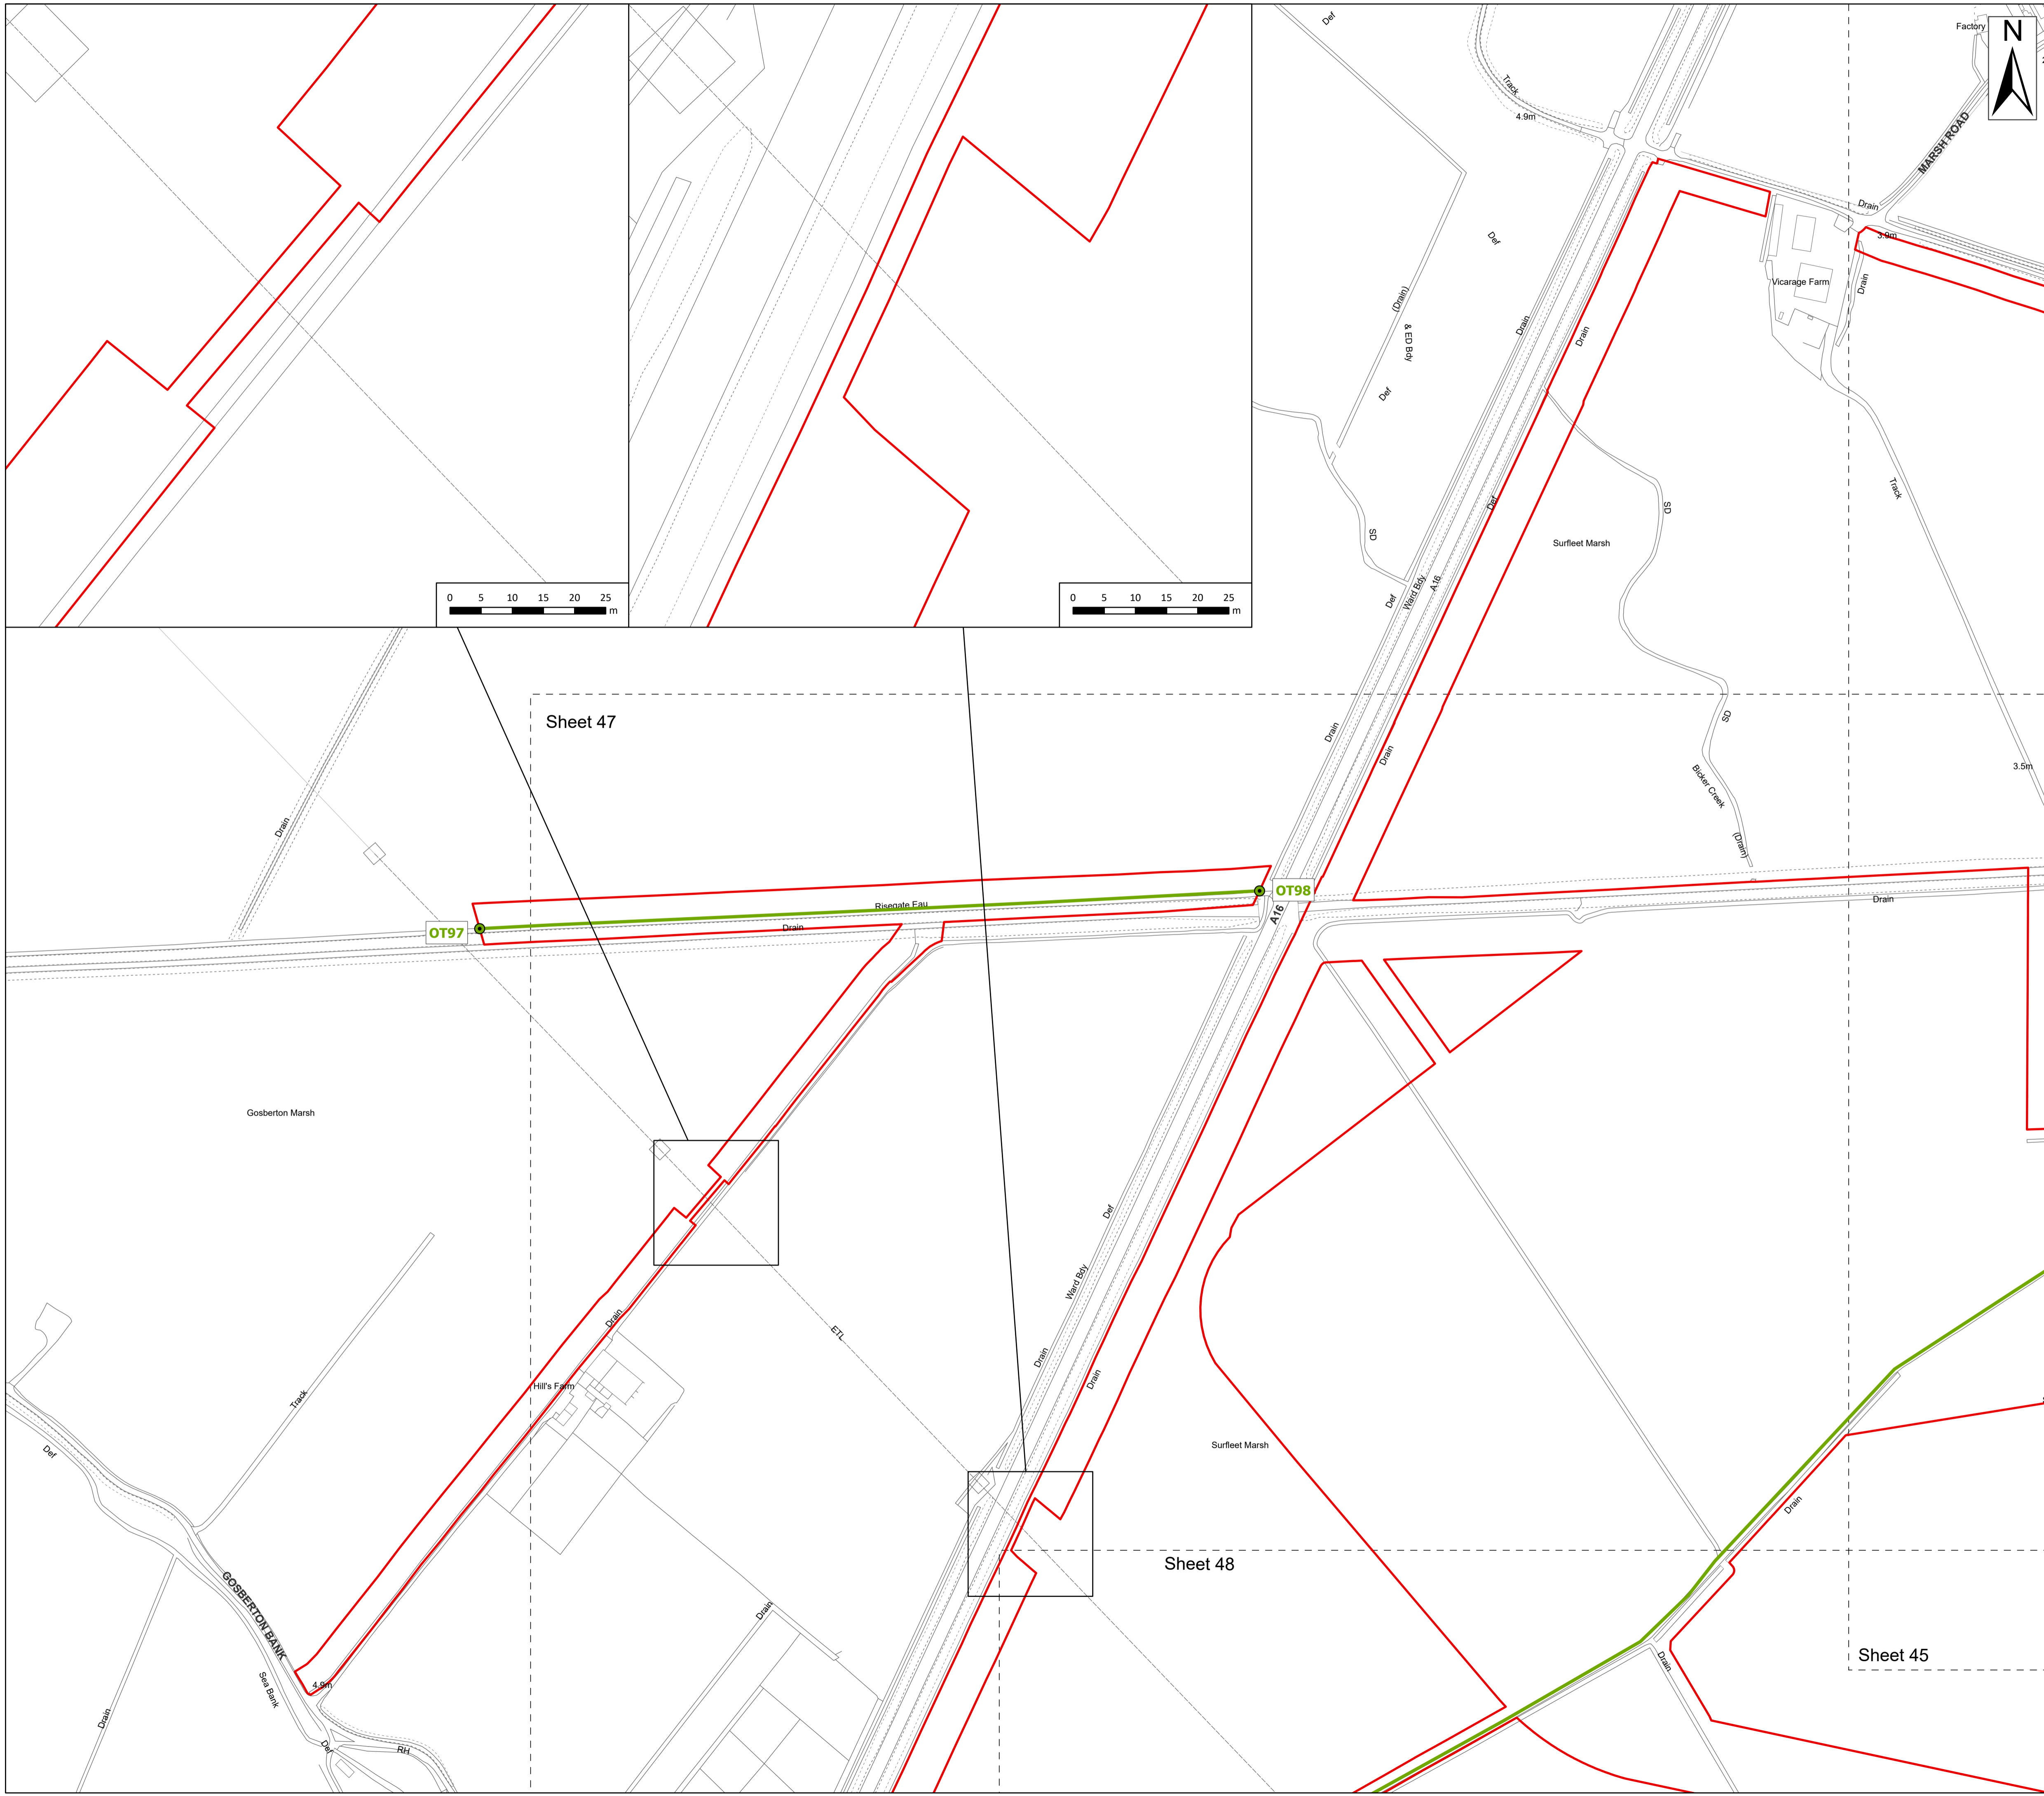 Def
Factory
N
Track
4.9m
MARSH ROAD
Drain
3.9m
Def
Vicarage Farm
Drain
(Drain)
& ED Bdy
Drain
Drain
Def
Track
SD
Def
SD
Surfleet Marsh
A16
Ward Bdy
Def
0 5 10 15 20 25 m
0 5 10 15 20 25 m
Sheet 47
SD
Drain
Drain
3.5m
Bicker Creek
(Drain)
Drain
OT98
Risegate Eau
A16
Drain
OT97
Drain
Gosberton Marsh
Def
Ward Bdy
Drain
ETL
Drain
Drain
Hill's Farm
Track
Surfleet Marsh
Def
Drain
Sheet 48
GOSBERTON BANK
Drain
Sheet 45
Drain
4.9m
Sea Bank
Drain
Def
RH